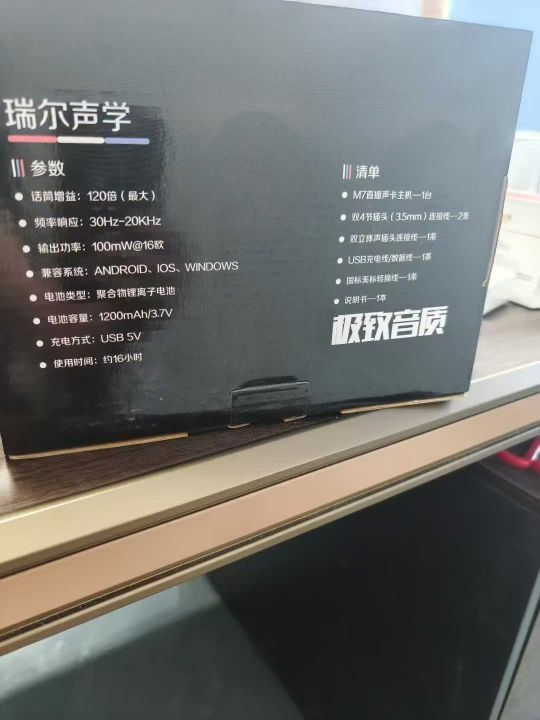 瑞尔声学
参数
话筒增益：120倍（最大）
频率响应：30Hz-20KHz
输出功率：100mW@16欧
兼容系统：ANDROID、IOS、WINDOWS
电池类型：聚合物锂离子电池
电池容量：1200mAh/3.7V
充电方式：USB 5V
使用时间：约16小时
清单
M7直播声卡主机---1台
双4节插头（3.5mm）连接线---2条
双立体声插头连接线---1条
USB充电线/数据线---1条
国标美标转换线---1条
说明书---1本
极致音质